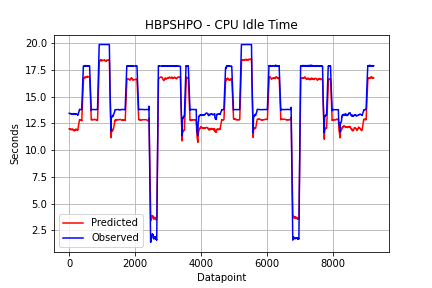 HBPSHPO - CPU Idle Time
20.0
17.5
15.0
12.5
10.0
7.5
5.0
2.5
Seconds
Predicted
Observed
0 2000 4000 6000 8000
Datapoint